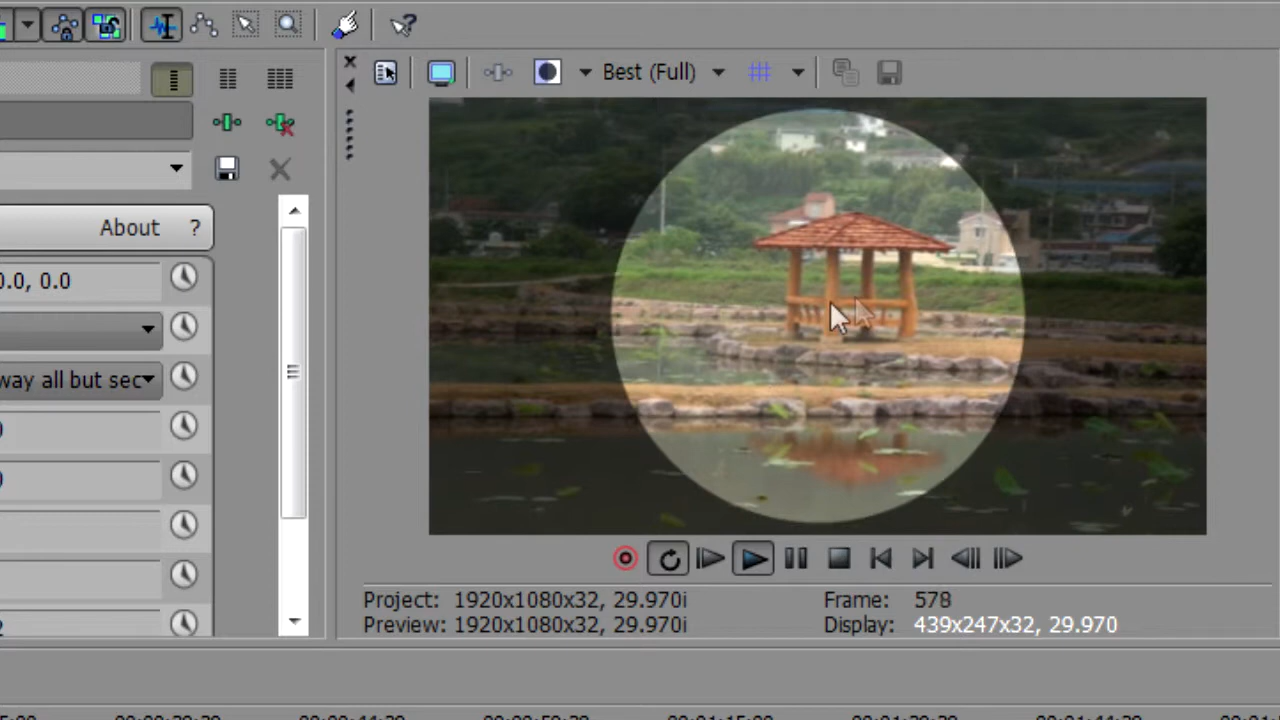 Best (Full)
About ?
0.0, 0.0
way all but sec
Project: 1920x1080x32, 29.970i
Frame: 578
Preview: 1920x1080x32, 29.970i
Display: 439x247x32, 29.970